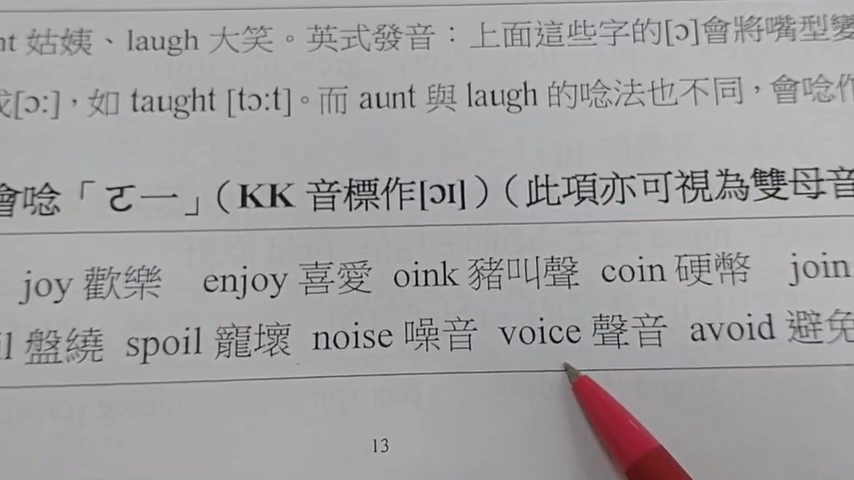 nt 姑姨、laugh 大笑。英式發音：上面這些字的[ɔ]會將嘴型變
[ɔ:]，如 taught [tɔ:t]。而 aunt 與 laugh 的唸法也不同，會唸作
會唸「ㄛ一」（KK 音標作[ɔɪ]）（此項亦可視為雙母音
joy 歡樂 enjoy 喜愛 oink 豬叫聲 coin 硬幣 join
il 盤繞 spoil 寵壞 noise 噪音 voice 聲音 avoid 避免
13